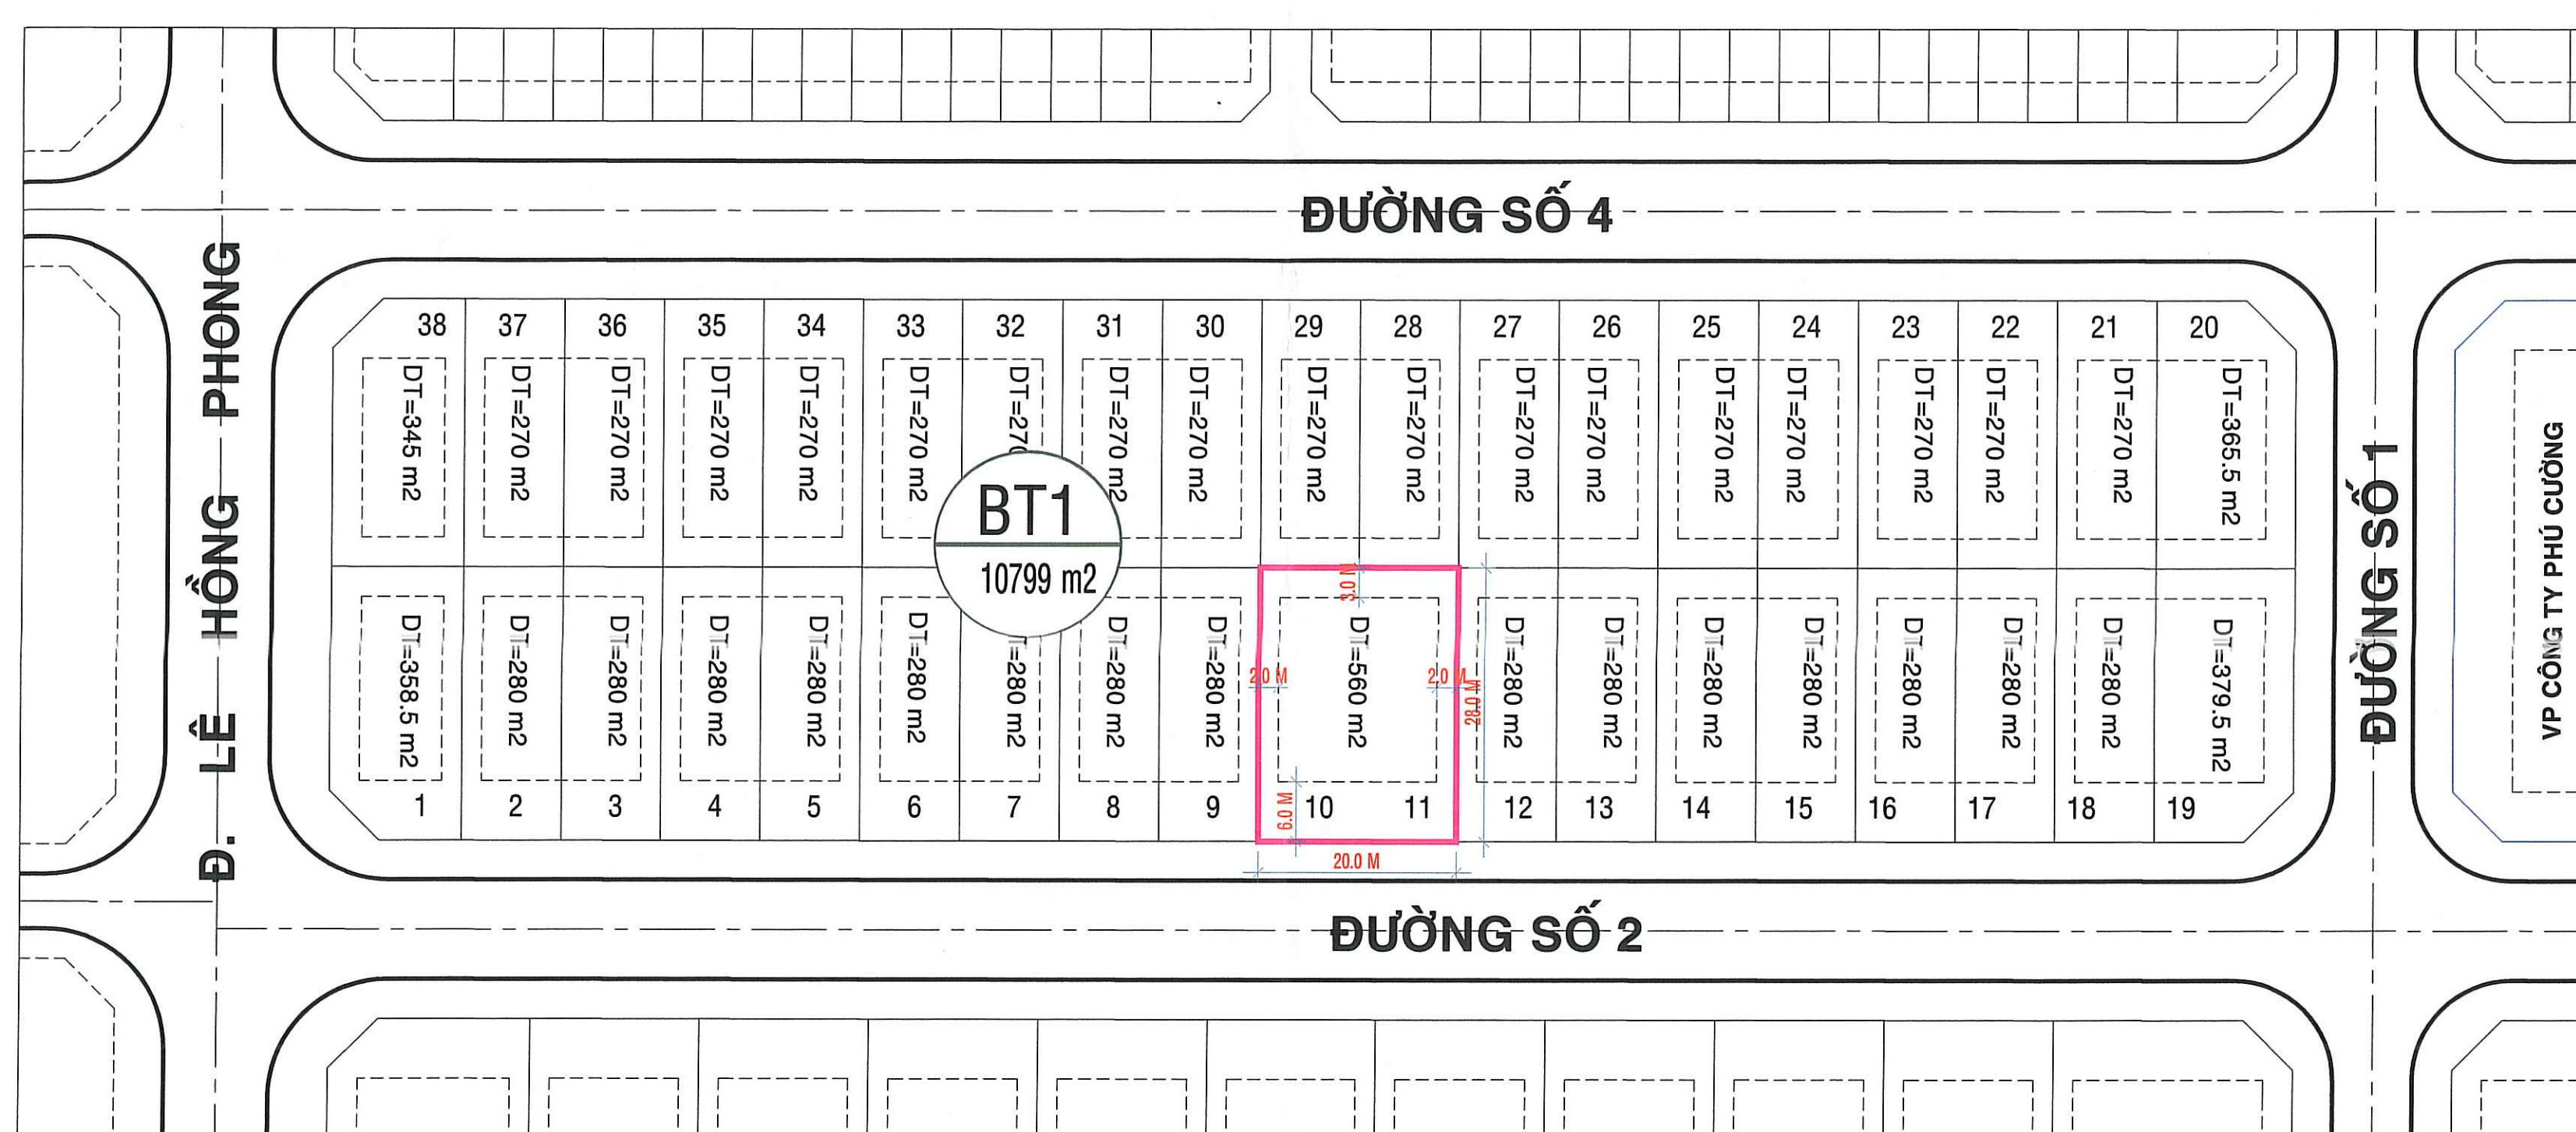 ĐƯỜNG SỐ 4
Đ. LÊ HỒNG PHONG
38 37 36 35 34 33 32 31 30 29 28 27 26 25 24 23 22 21 20
DT=345 m2
DT=270 m2
DT=270 m2
DT=270 m2
DT=270 m2
DT=270 m2
DT=270
DT=270 m2
DT=270 m2
DT=270 m2
DT=270 m2
DT=270 m2
DT=270 m2
DT=270 m2
DT=270 m2
DT=270 m2
DT=270 m2
DT=270 m2
DT=365.5 m2
BT1
10799 m2
3.0 M
DT=358.5 m2
DT=280 m2
DT=280 m2
DT=280 m2
DT=280 m2
DT=280 m2
DT=280 m2
DT=280 m2
DT=280 m2
2.0 M
DT=560 m2
2.0 M
28.0 M
DT=280 m2
DT=280 m2
DT=280 m2
DT=280 m2
DT=280 m2
DT=280 m2
DT=280 m2
DT=379.5 m2
6.0 M
1 2 3 4 5 6 7 8 9 10 11 12 13 14 15 16 17 18 19
20.0 M
ĐƯỜNG SỐ 1
VP CÔNG TY PHÚ CƯỜNG
ĐƯỜNG SỐ 2